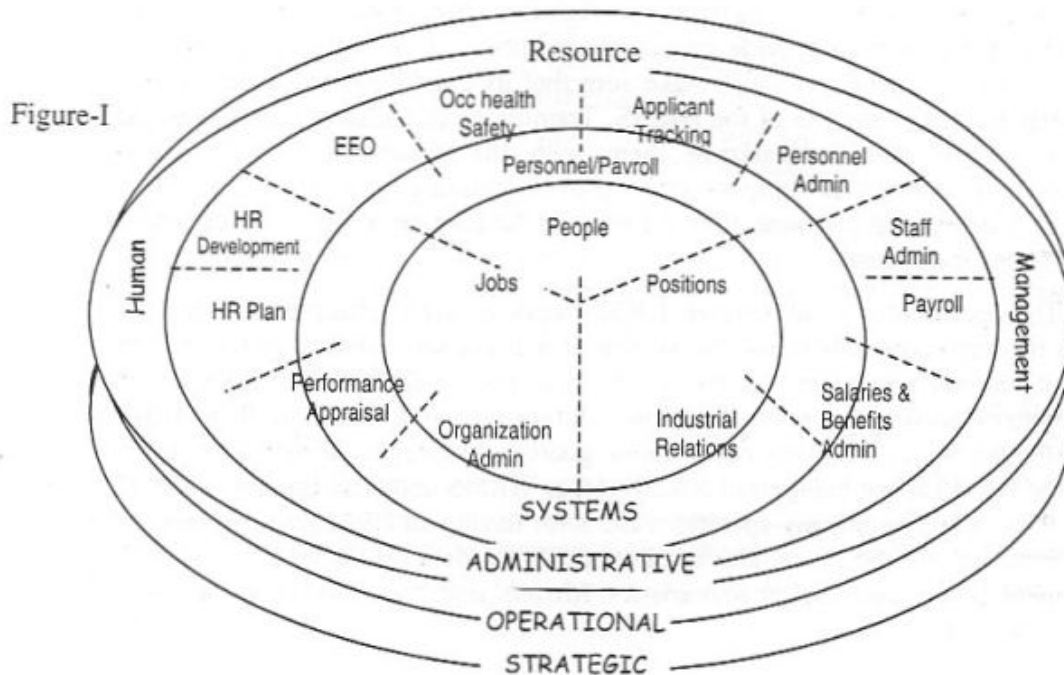 Resource
Figure-I
Occ health
Safety
Applicant
Tracking
EEO
Personnel/Pavroll
Personnel
Admin
HR
Development
People
Staff
Admin
Human
Jobs
Positions
Management
HR Plan
Payroll
Performance
Appraisal
Salaries &
Benefits
Admin
Organization
Admin
Industrial
Relations
SYSTEMS
ADMINISTRATIVE
OPERATIONAL
STRATEGIC